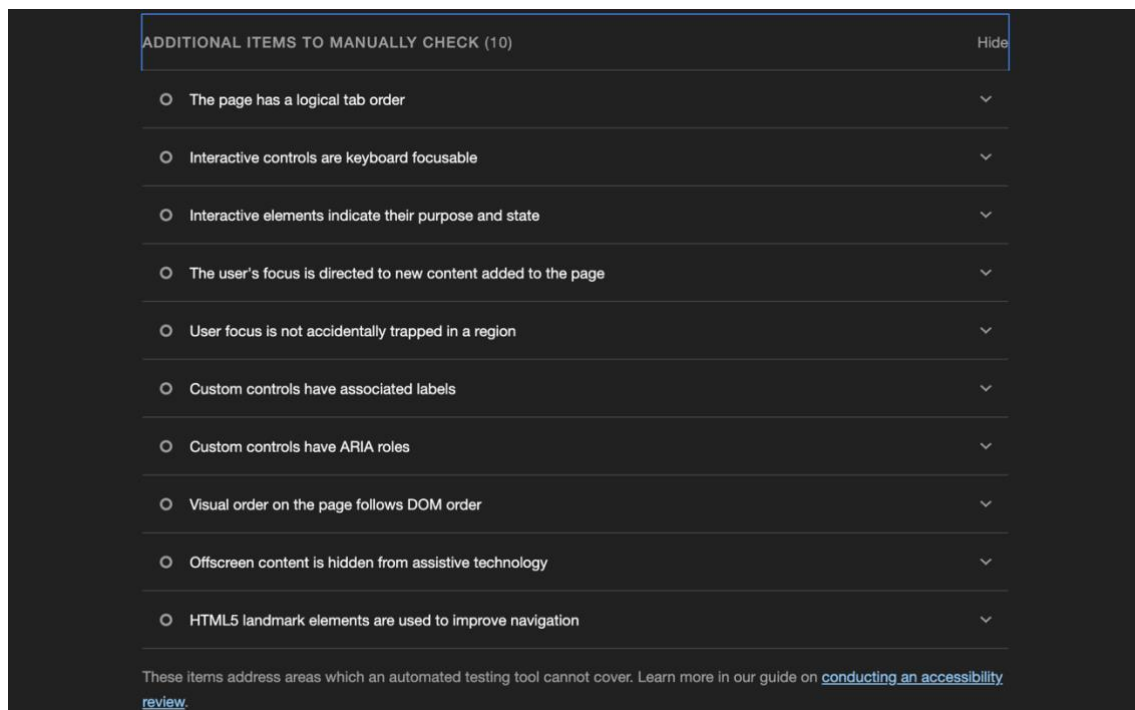 ADDITIONAL ITEMS TO MANUALLY CHECK (10) Hide
The page has a logical tab order
Interactive controls are keyboard focusable
Interactive elements indicate their purpose and state
The user's focus is directed to new content added to the page
User focus is not accidentally trapped in a region
Custom controls have associated labels
Custom controls have ARIA roles
Visual order on the page follows DOM order
Offscreen content is hidden from assistive technology
HTML5 landmark elements are used to improve navigation
These items address areas which an automated testing tool cannot cover. Learn more in our guide on conducting an accessibility
review.